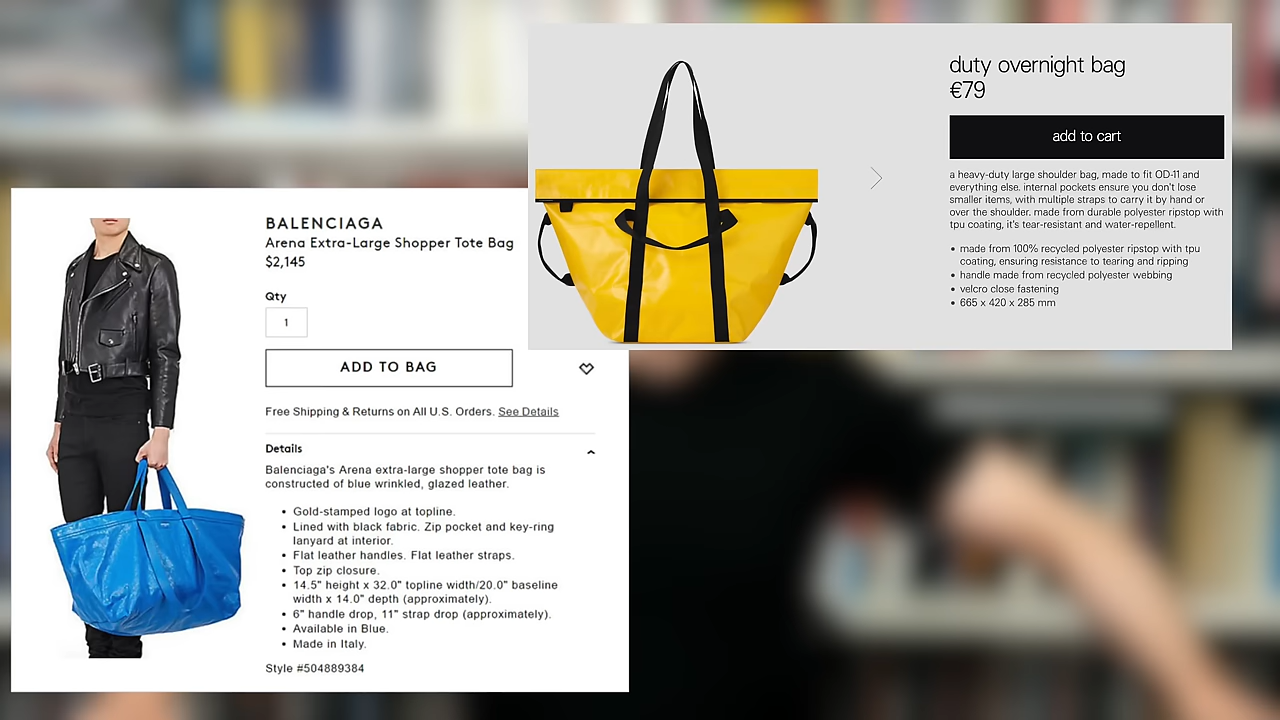 duty overnight bag
€79
add to cart
a heavy-duty large shoulder bag, made to fit OD-11 and
everything else. internal pockets ensure you don't lose
smaller items, with multiple straps to carry it by hand or
over the shoulder. made from durable polyester ripstop with
tpu coating, it's tear-resistant and water-repellent.
• made from 100% recycled polyester ripstop with tpu
coating, ensuring resistance to tearing and ripping
• handle made from recycled polyester webbing
• velcro close fastening
• 665 x 420 x 285 mm
BALENCIAGA
Arena Extra-Large Shopper Tote Bag
$2,145
Qty
1
ADD TO BAG
Free Shipping & Returns on All U.S. Orders. See Details
Details
Balenciaga's Arena extra-large shopper tote bag is
constructed of blue wrinkled, glazed leather.
• Gold-stamped logo at topline.
• Lined with black fabric. Zip pocket and key-ring
lanyard at interior.
• Flat leather handles. Flat leather straps.
• Top zip closure.
• 14.5" height x 32.0" topline width/20.0" baseline
width x 14.0" depth (approximately).
• 6" handle drop, 11" strap drop (approximately).
• Available in Blue.
• Made in Italy.
Style #504889384